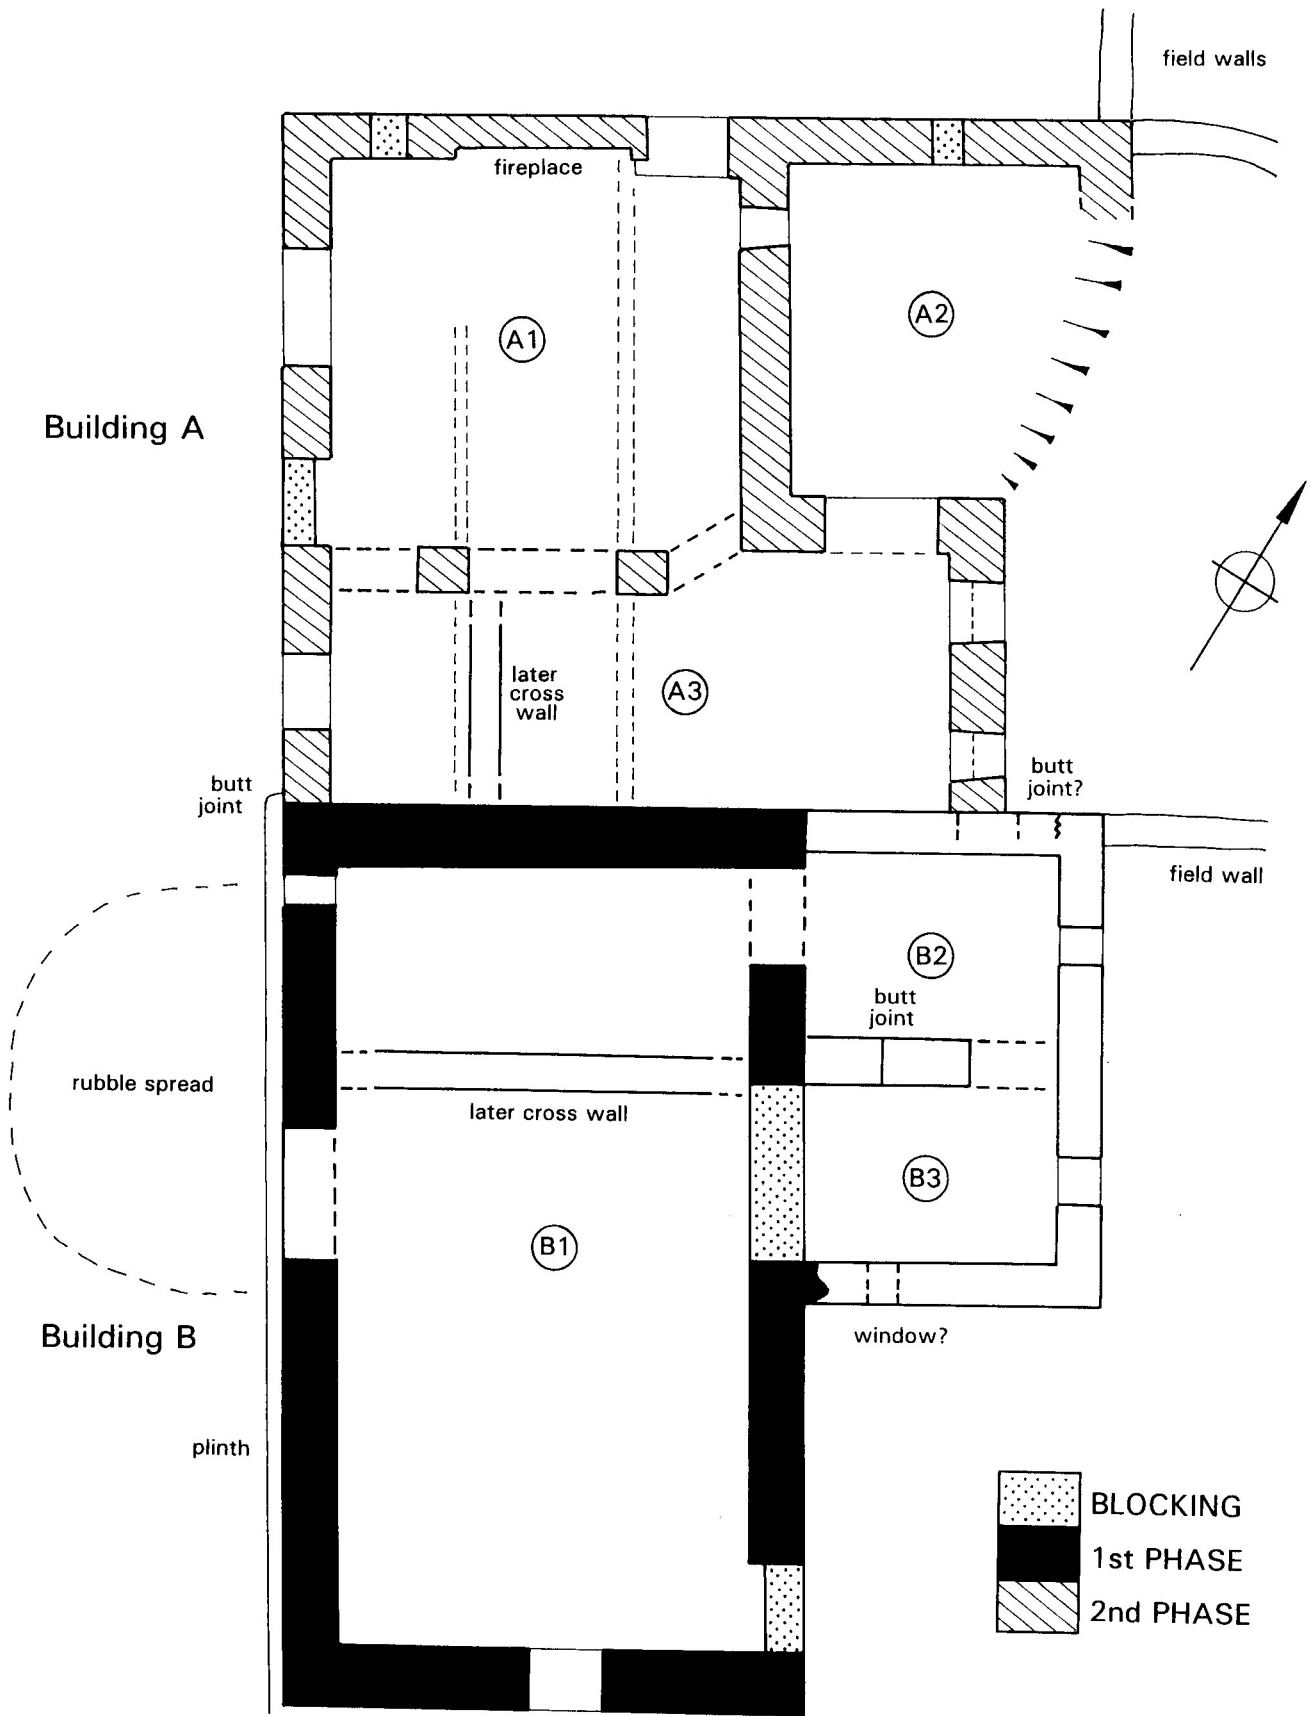 field walls
fireplace
A1
A2
Building A
later
cross
wall
A3
butt
joint
butt
joint?
field wall
B2
butt
joint
rubble spread
later cross wall
B3
B1
Building B
window?
plinth
BLOCKING
1st PHASE
2nd PHASE